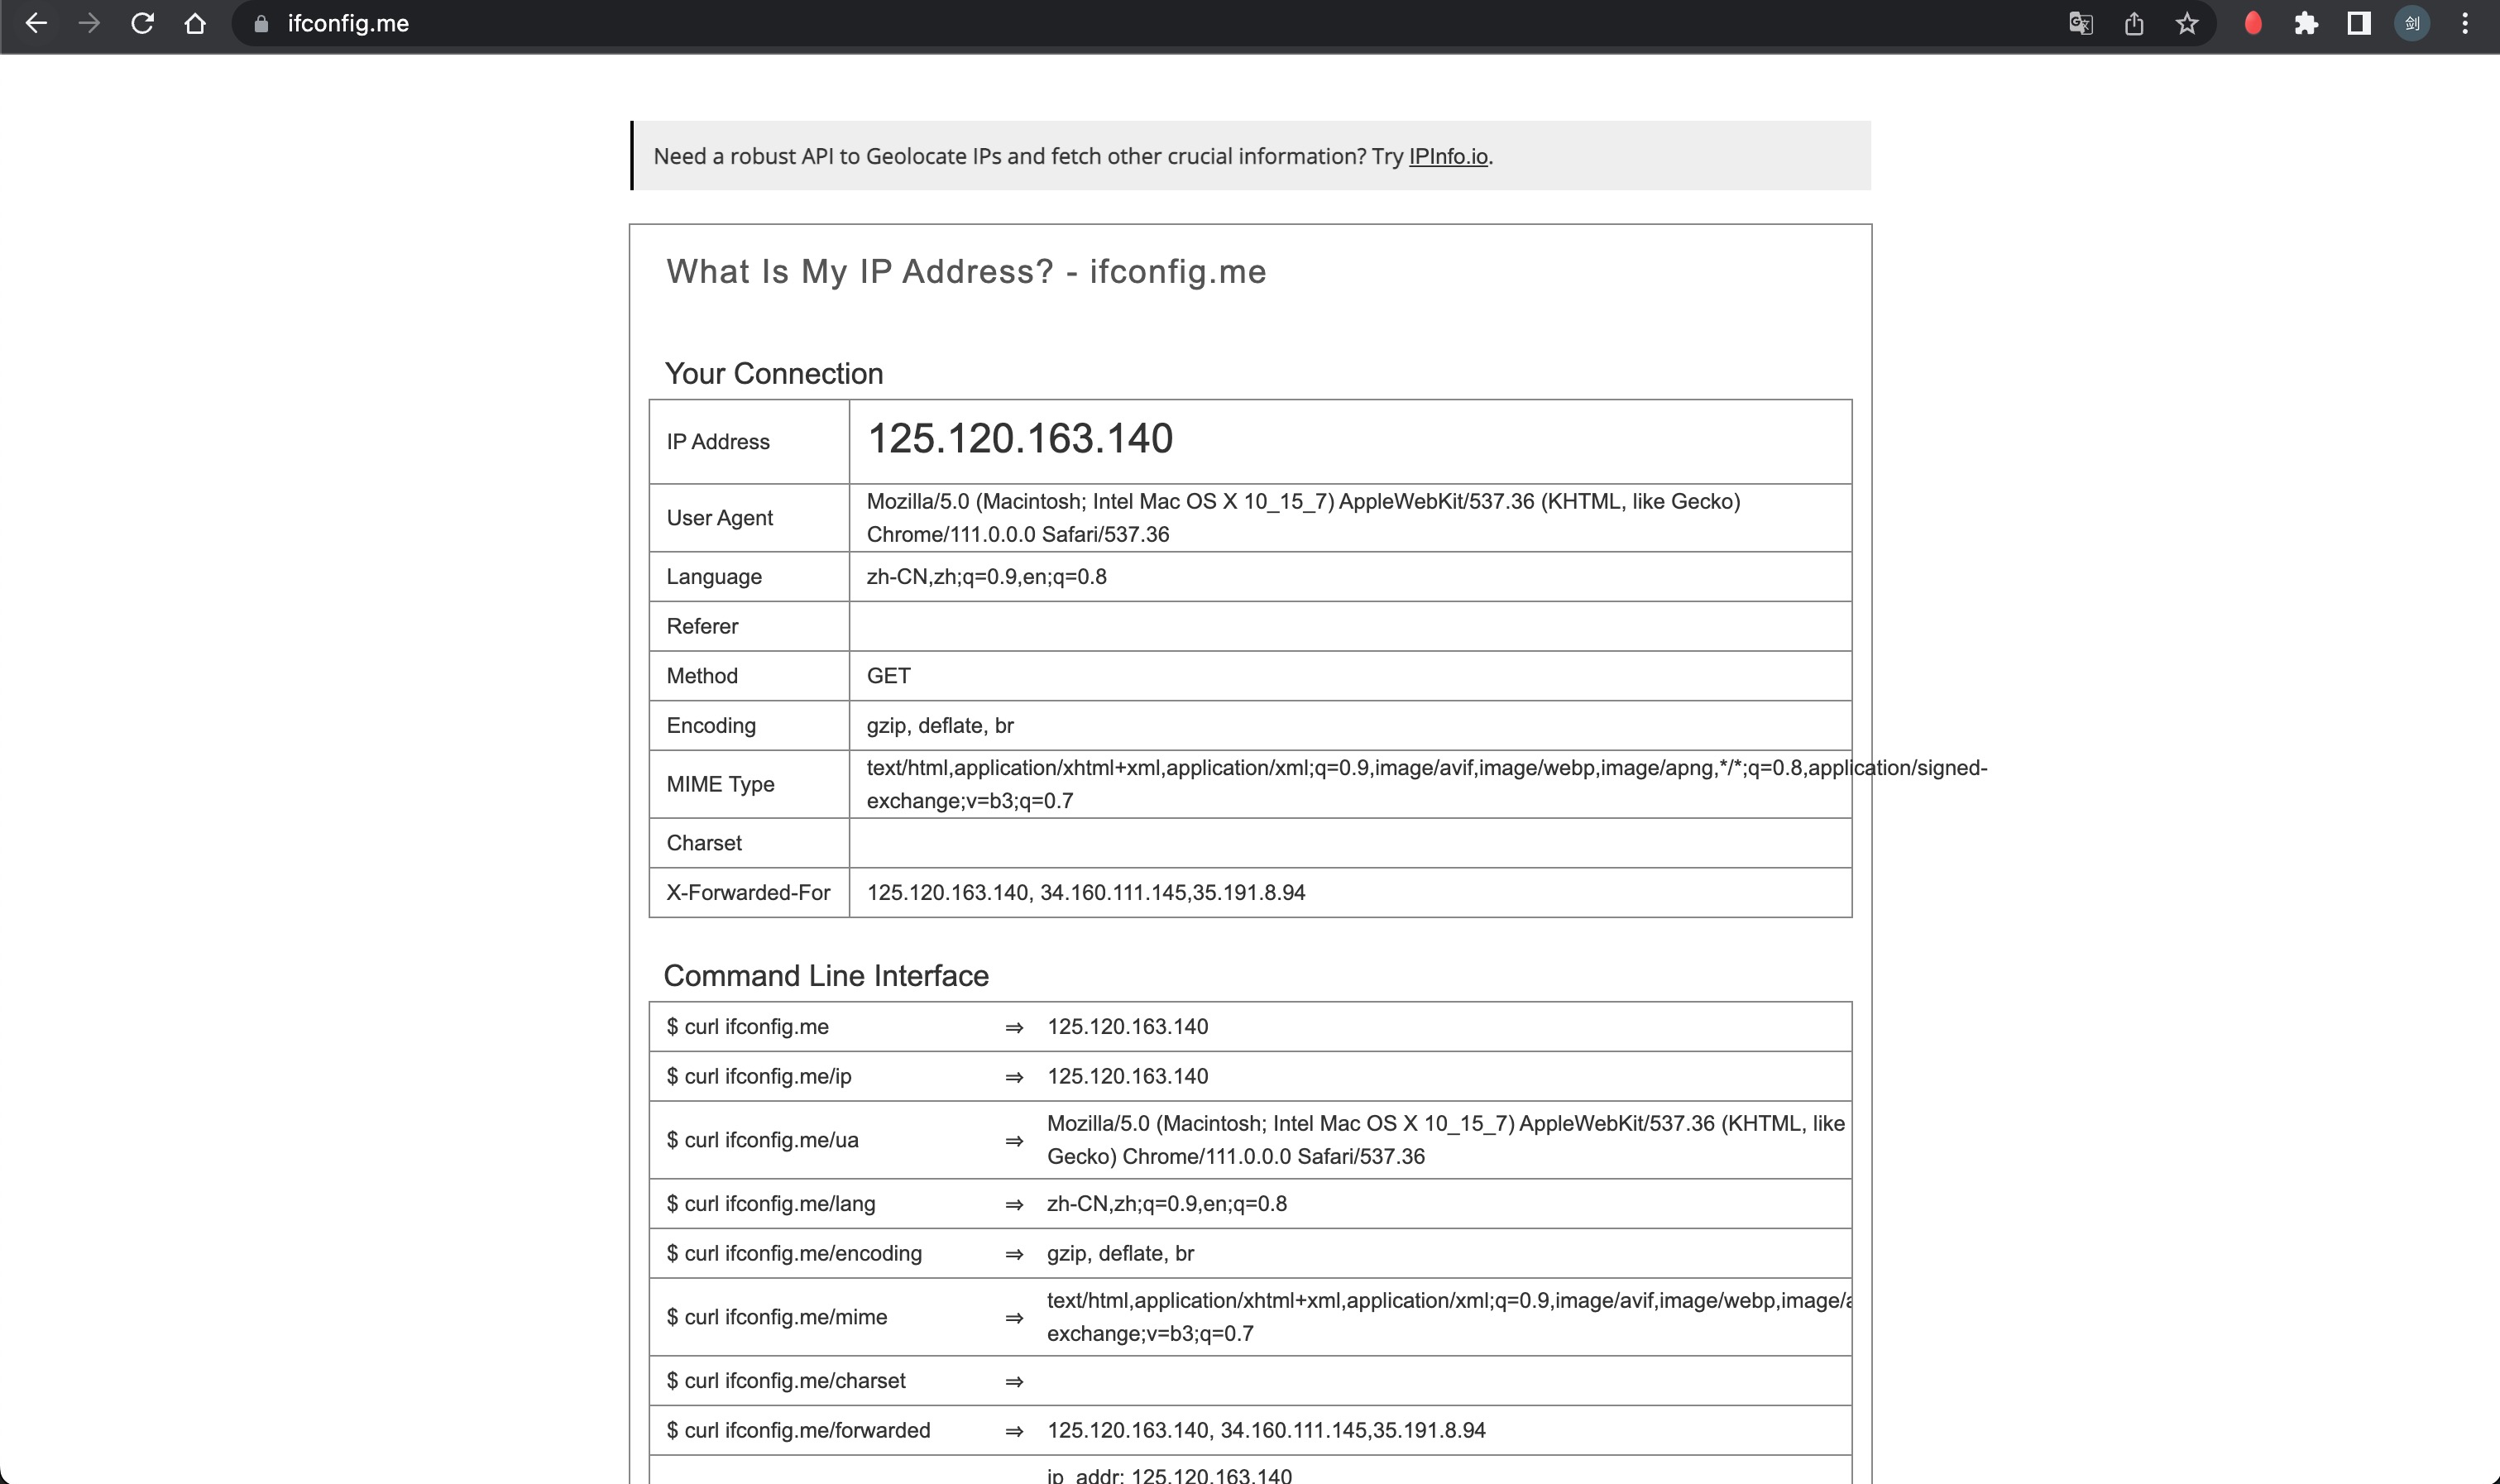 ifconfig.me
剑
Need a robust API to Geolocate IPs and fetch other crucial information? Try IPInfo.io.
What Is My IP Address? - ifconfig.me
Your Connection
IP Address 125.120.163.140
User Agent Mozilla/5.0 (Macintosh; Intel Mac OS X 10_15_7) AppleWebKit/537.36 (KHTML, like Gecko)
Chrome/111.0.0.0 Safari/537.36
Language zh-CN,zh;q=0.9,en;q=0.8
Referer
Method GET
Encoding gzip, deflate, br
MIME Type text/html,application/xhtml+xml,application/xml;q=0.9,image/avif,image/webp,image/apng,*/*;q=0.8,application/signed-
exchange;v=b3;q=0.7
Charset
X-Forwarded-For 125.120.163.140, 34.160.111.145,35.191.8.94
Command Line Interface
$ curl ifconfig.me ⇒ 125.120.163.140
$ curl ifconfig.me/ip ⇒ 125.120.163.140
$ curl ifconfig.me/ua ⇒ Mozilla/5.0 (Macintosh; Intel Mac OS X 10_15_7) AppleWebKit/537.36 (KHTML, like
Gecko) Chrome/111.0.0.0 Safari/537.36
$ curl ifconfig.me/lang ⇒ zh-CN,zh;q=0.9,en;q=0.8
$ curl ifconfig.me/encoding ⇒ gzip, deflate, br
$ curl ifconfig.me/mime ⇒ text/html,application/xhtml+xml,application/xml;q=0.9,image/avif,image/webp,image/a
exchange;v=b3;q=0.7
$ curl ifconfig.me/charset ⇒
$ curl ifconfig.me/forwarded ⇒ 125.120.163.140, 34.160.111.145,35.191.8.94
ip_addr: 125.120.163.140